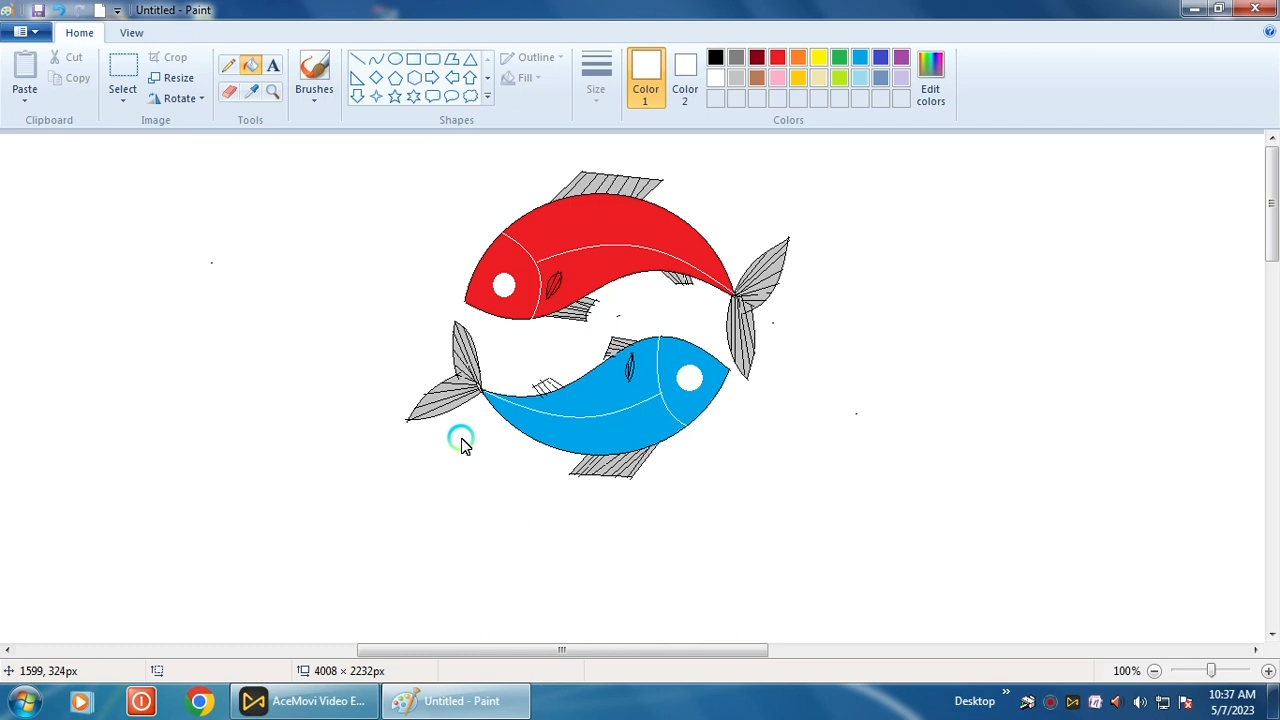 Untitled - Paint
Home View
Paste
Cut
Copy
Clipboard
Select
Crop
Resize
Rotate
Image
A
Tools
Brushes
Outline
Fill
Shapes
Size
Color 1
Color 2
Edit colors
Colors
1599, 324px
4008 × 2232px
100%
AceMovi Video E...
Untitled - Paint
Desktop
10:37 AM
5/7/2023